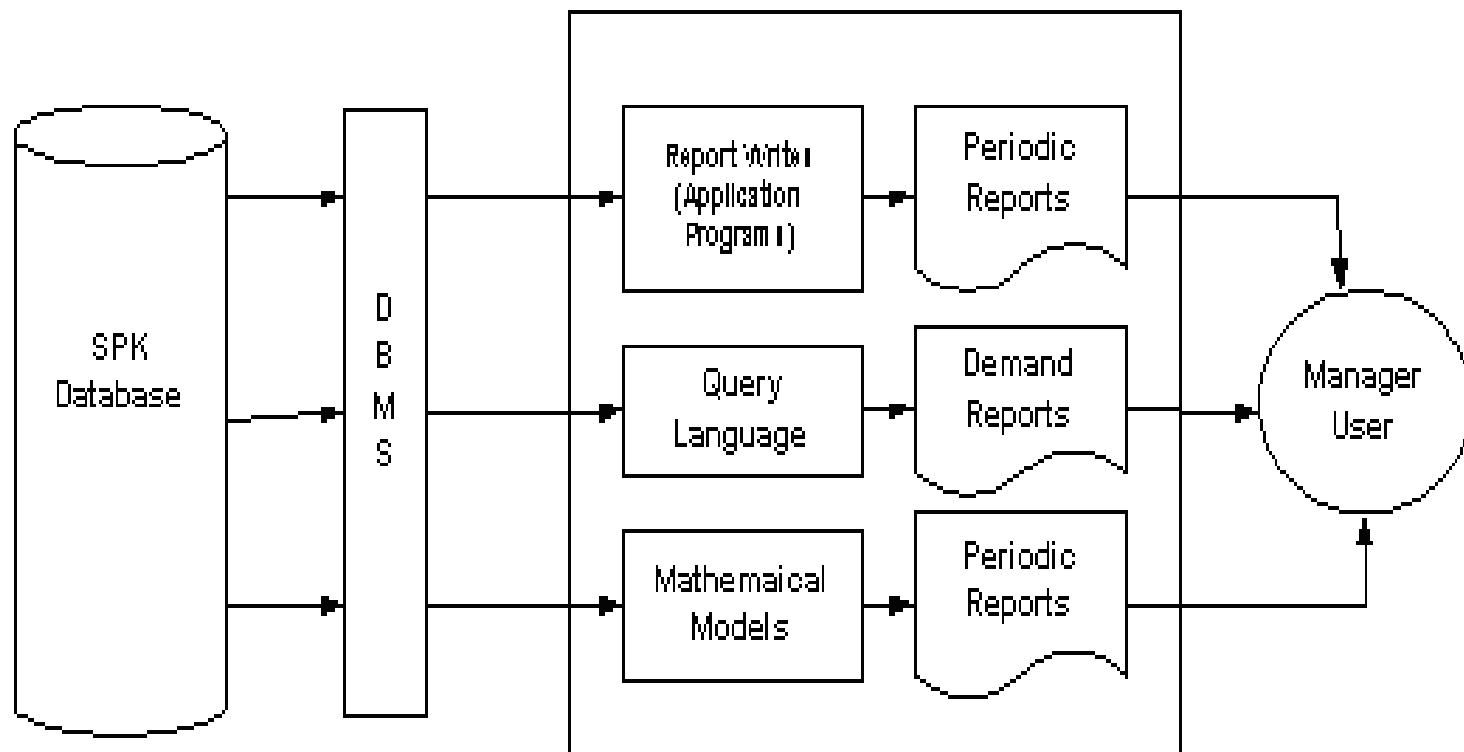 SPK
Database
D
B
M
S
Report Writer
(Application
Program)
Periodic
Reports
Query
Language
Demand
Reports
Mathemaical
Models
Periodic
Reports
Manager
User